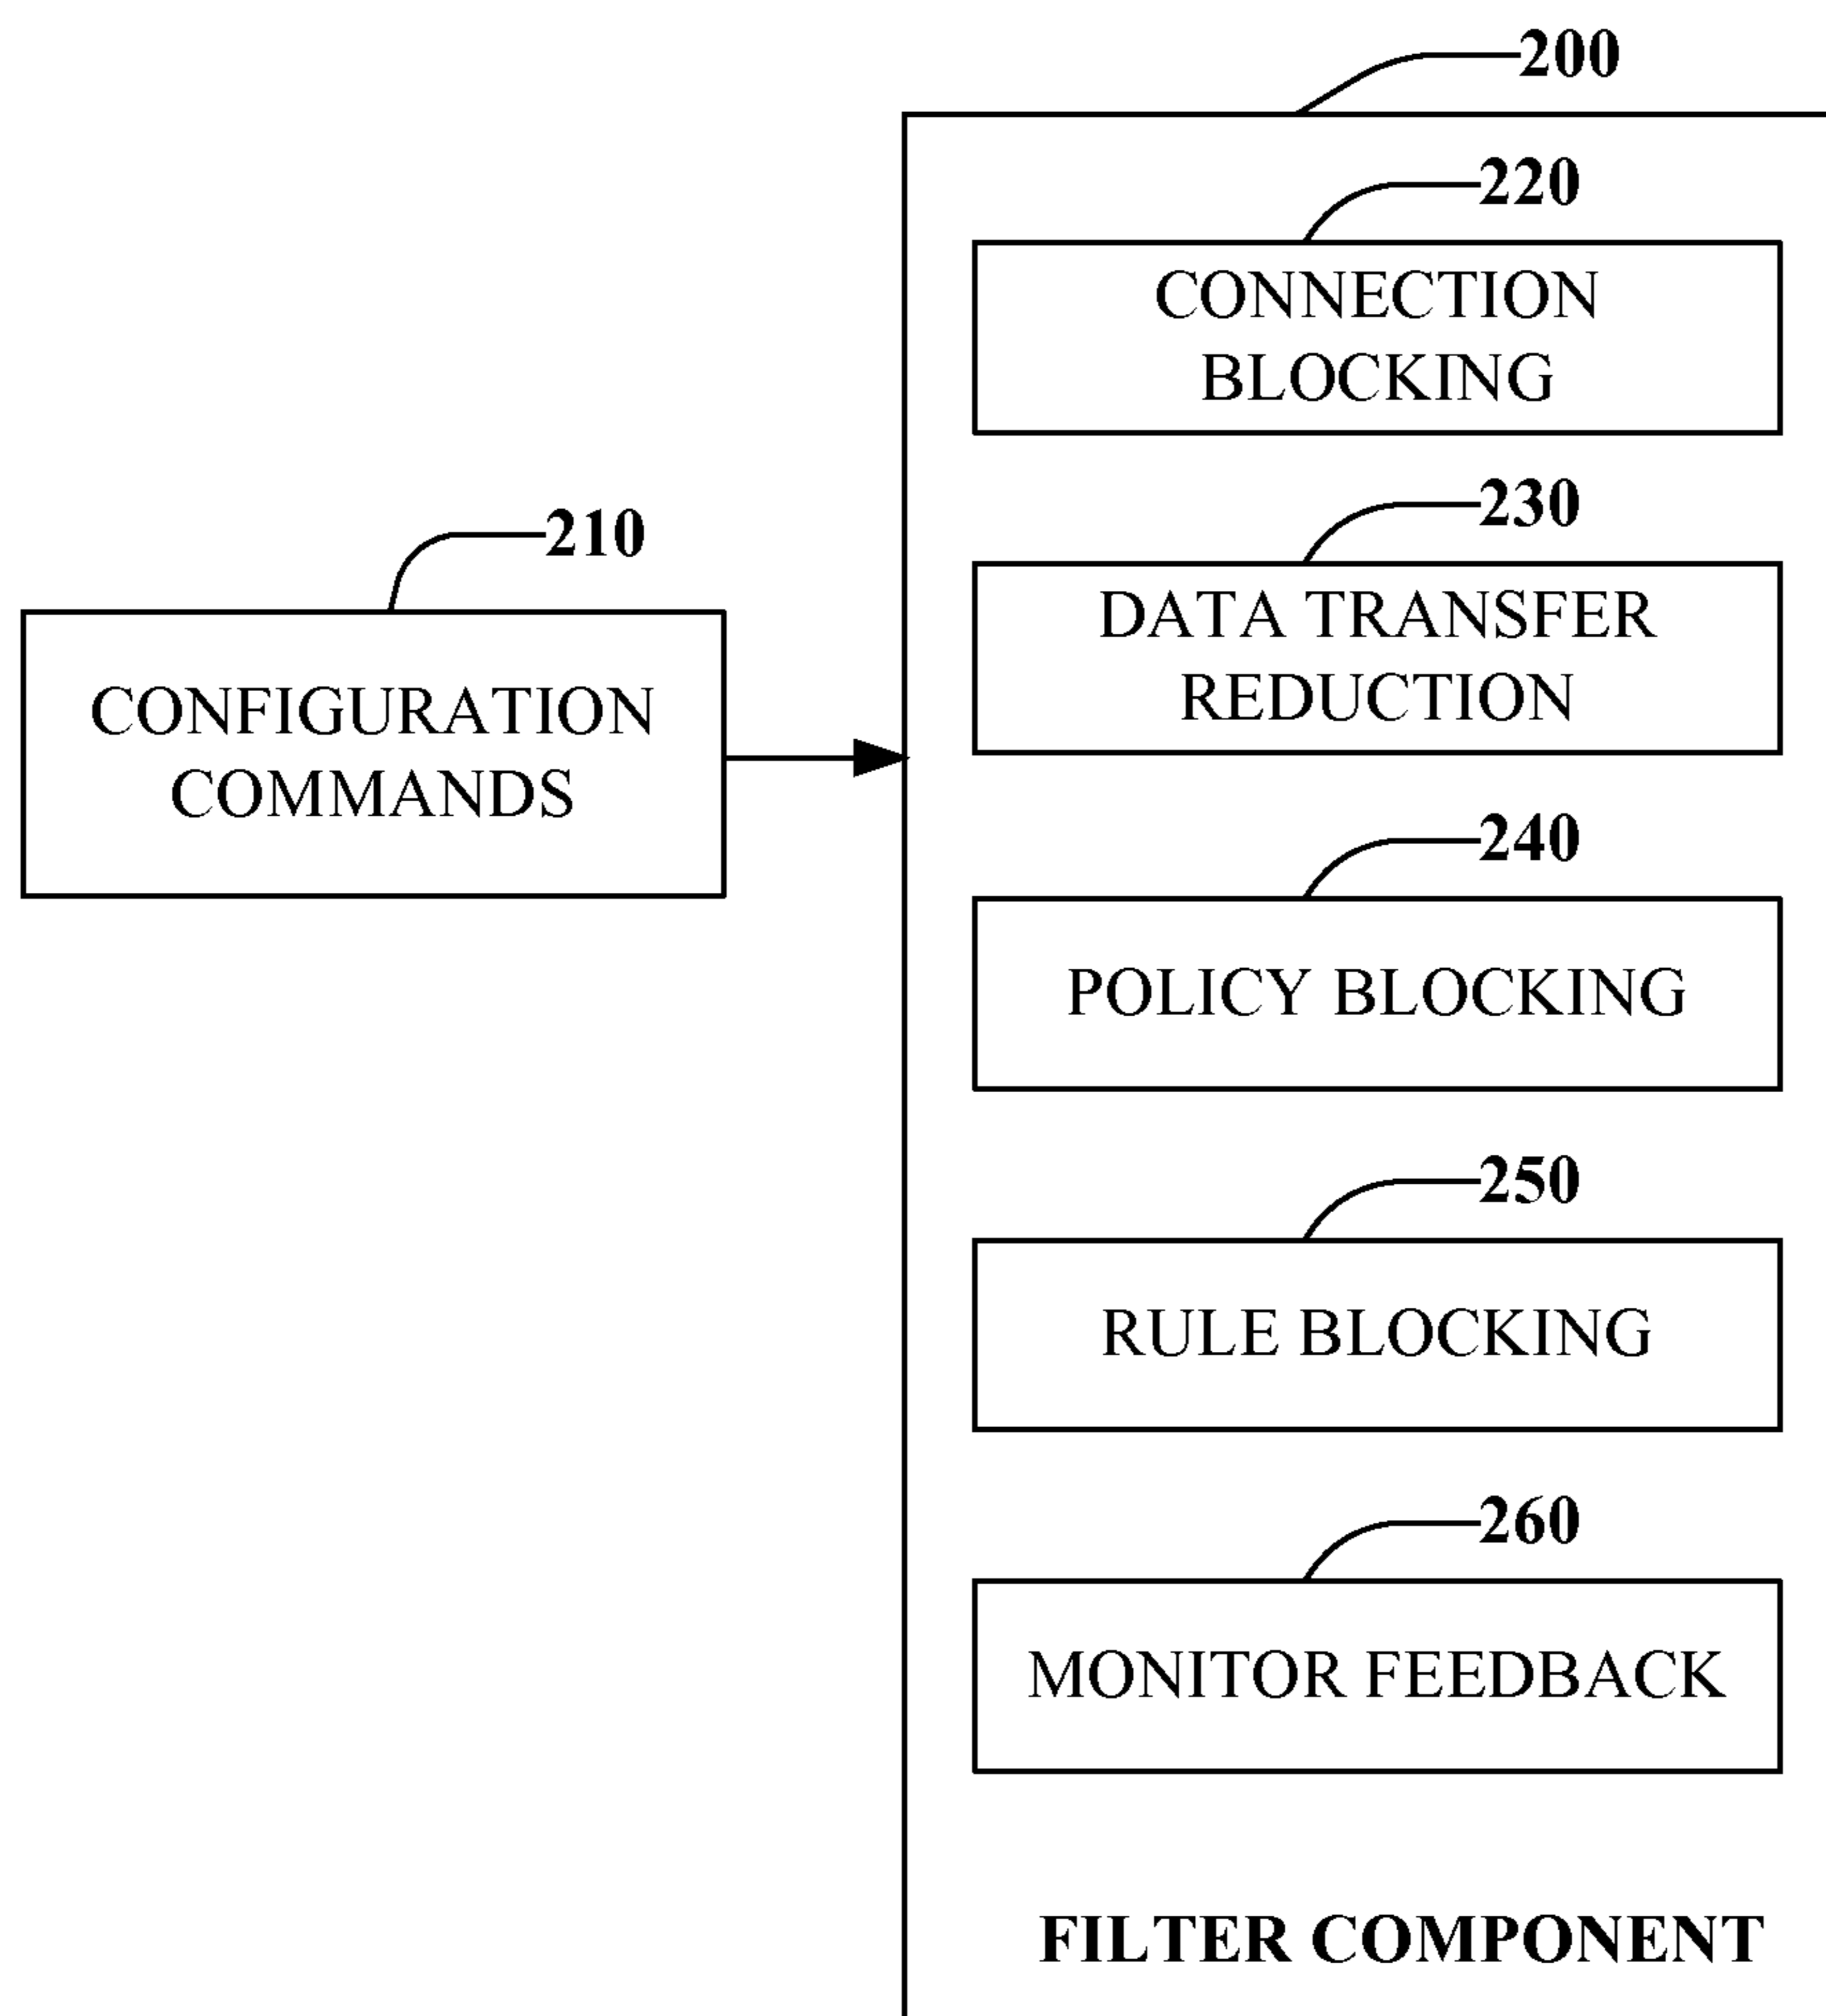 200
220
CONNECTION
BLOCKING
230
DATA TRANSFER
REDUCTION
210
CONFIGURATION
COMMANDS
240
POLICY BLOCKING
250
RULE BLOCKING
260
MONITOR FEEDBACK
FILTER COMPONENT